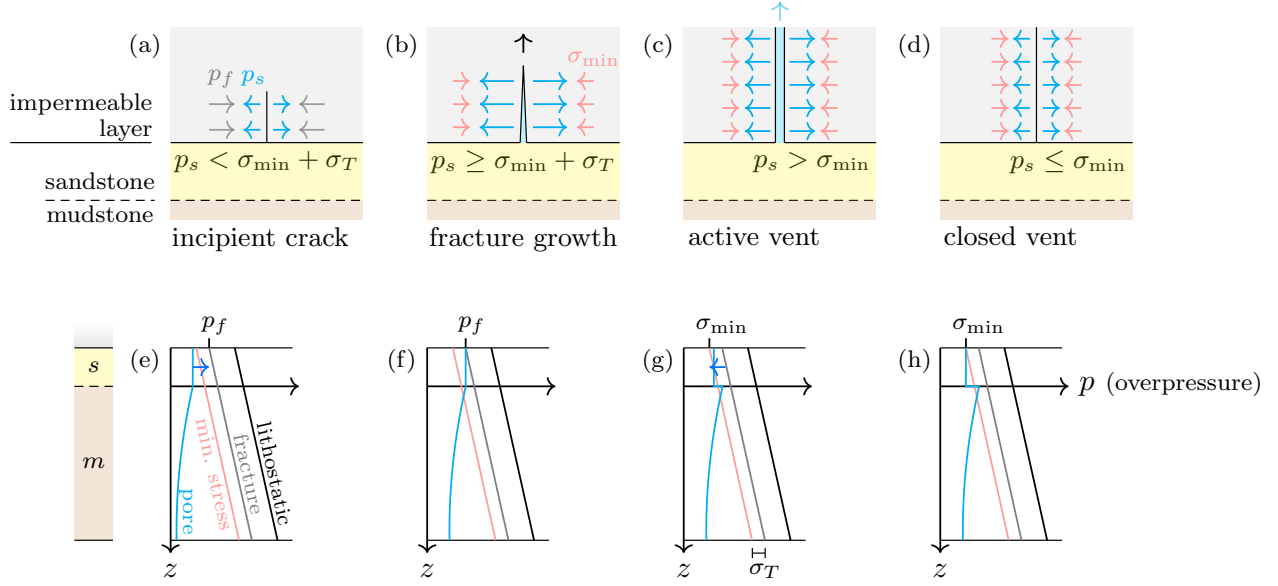 (a)
(b)
(c)
(d)
p_f p_s
σ_min
impermeable
layer
p_s < σ_min + σ_T
p_s ≥ σ_min + σ_T
p_s > σ_min
p_s ≤ σ_min
sandstone
mudstone
incipient crack
fracture growth
active vent
closed vent
p_f
p_f
σ_min
σ_min
s
(e)
(f)
(g)
(h)
p (overpressure)
m
pore
min. stress
fracture
lithostatic
z
z
z
σ_T
z